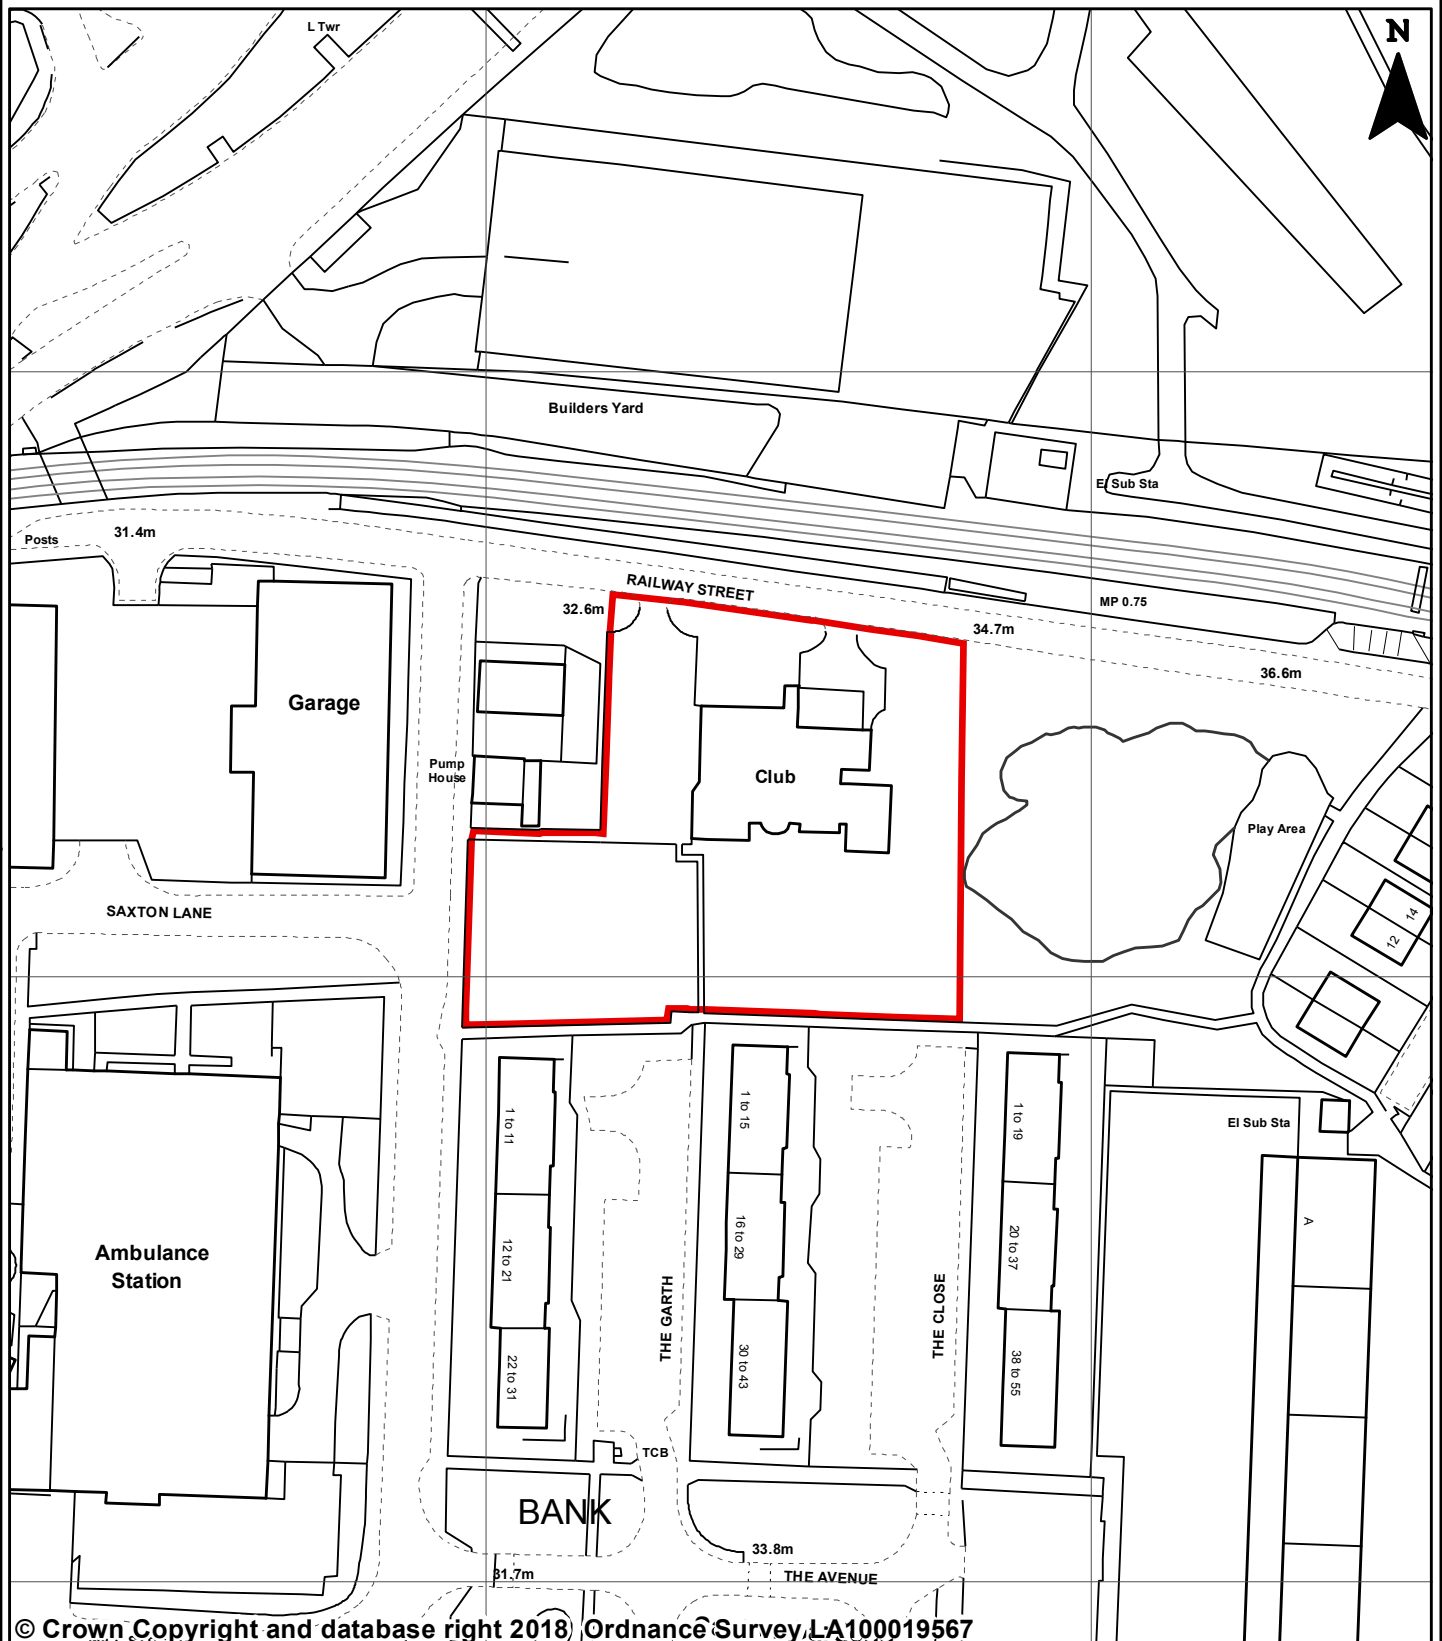 L Twr
N
Builders Yard
El Sub Sta
Posts
31.4m
RAILWAY STREET
32.6m
MP 0.75
34.7m
36.6m
Garage
Pump
House
Club
Play Area
14
12
SAXTON LANE
1 to 11
1 to 15
1 to 19
El Sub Sta
A
12 to 21
16 to 29
20 to 37
Ambulance
Station
THE GARTH
THE CLOSE
22 to 31
30 to 43
38 to 55
TCB
BANK
33.8m
31.7m
THE AVENUE
© Crown Copyright and database right 2018 Ordnance Survey LA100019567